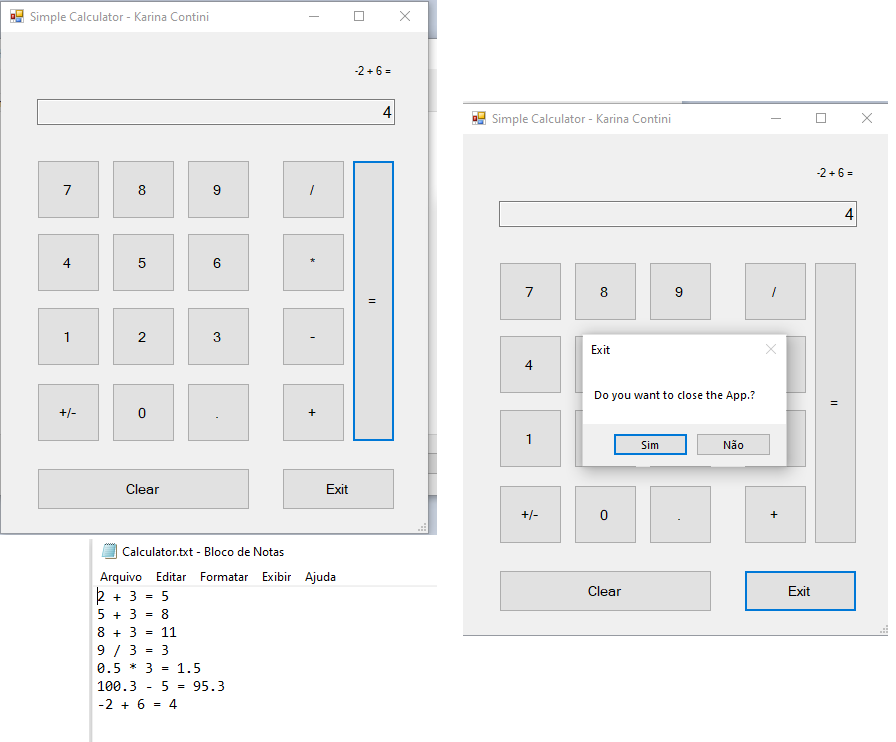 Simple Calculator - Karina Contini
-2 + 6 =
4
7 8 9 /
4 5 6 *
=
1 2 3 -
+/- 0 . +
Clear Exit
Calculator.txt - Bloco de Notas
Arquivo Editar Formatar Exibir Ajuda
2 + 3 = 5
5 + 3 = 8
8 + 3 = 11
9 / 3 = 3
0.5 * 3 = 1.5
100.3 - 5 = 95.3
-2 + 6 = 4
Simple Calculator - Karina Contini
-2 + 6 =
4
7 8 9 /
4
Exit
Do you want to close the App.?
Sim Não
=
1
+/- 0 . +
Clear Exit